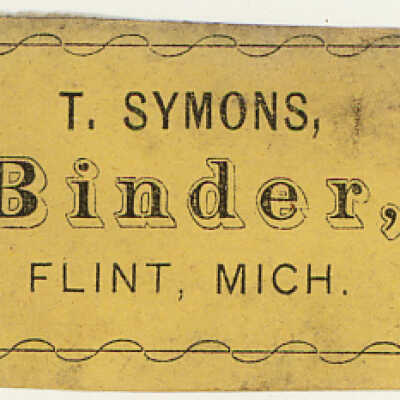 T. SYMONS,
Binder,
FLINT, MICH.